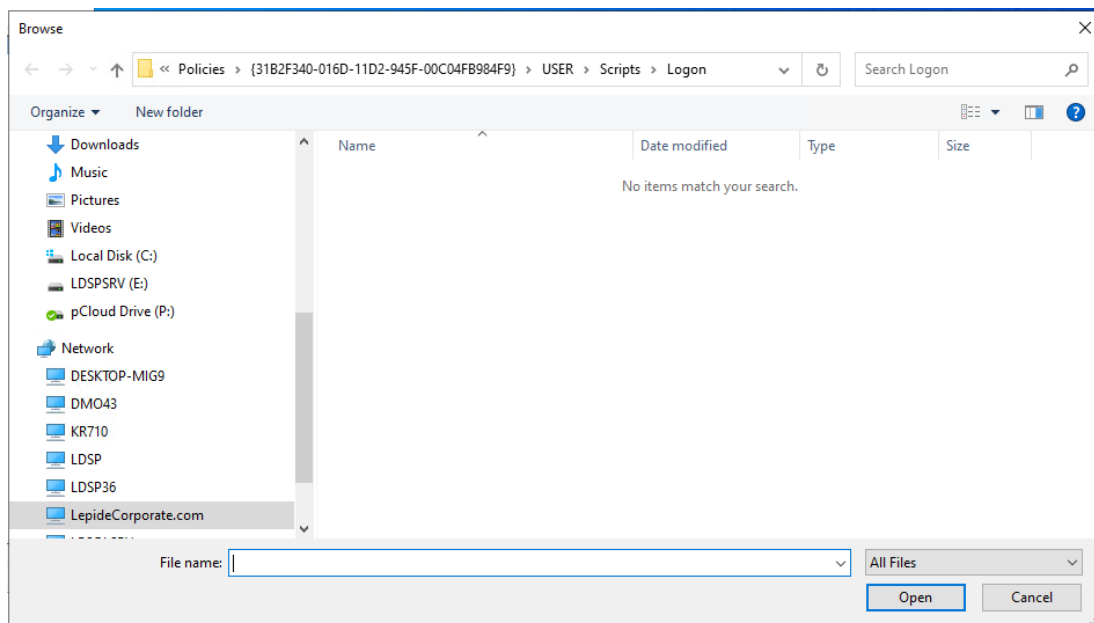 Browse
« Policies › {31B2F340-016D-11D2-945F-00C04FB984F9} › USER › Scripts › Logon
Search Logon
Organize
New folder
?
Name
Date modified
Type
Size
No items match your search.
Downloads
Music
Pictures
Videos
Local Disk (C:)
LDSPSRV (E:)
pCloud Drive (P:)
Network
DESKTOP-MIG9
DMO43
KR710
LDSP
LDSP36
LepideCorporate.com
File name:
All Files
Open
Cancel